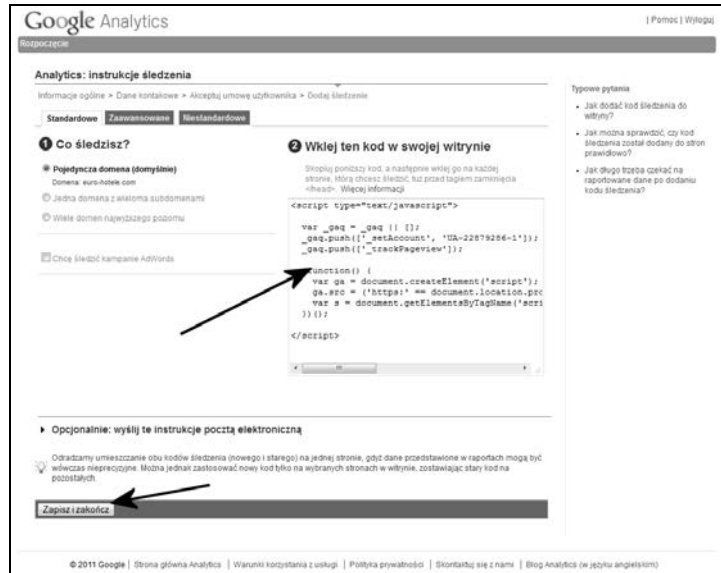 Google Analytics
| Pomoc | Wyloguj
Rozpoczęcie
Analytics: instrukcje śledzenia
Informacje ogólne > Dane kontakowe > Akceptuj umowę użytkownika > Dodaj śledzenie
Standardowe Zaawansowane Niestandardowe
1 Co śledzisz?
Pojedyncza domena (domyślnie)
Domena: euro-hotele.com
Jedna domena z wieloma subdomenami
Wiele domen najwyższego poziomu
Chcę śledzić kampanie AdWords
2 Wklej ten kod w swojej witrynie
Skopiuj poniższy kod, a następnie wklej go na każdej
stronie, którą chcesz śledzić, tuż przed tagiem zamknięcia
</head>. Więcej informacji
<script type="text/javascript">
var _gaq = _gaq || [];
_gaq.push(['_setAccount', 'UA-22879286-1']);
_gaq.push(['_trackPageview']);
function() {
var ga = document.createElement('script');
ga.src = ('https:' == document.location.pro
var s = document.getElementsByTagName('scri
})();
</script>
Typowe pytania
Jak dodać kod śledzenia do
witryny?
Jak można sprawdzić, czy kod
śledzenia został dodany do stron
prawidłowo?
Jak długo trzeba czekać na
raportowane dane po dodaniu
kodu śledzenia?
Opcjonalnie: wyślij te instrukcje pocztą elektroniczną
Odradzamy umieszczanie obu kodów śledzenia (nowego i starego) na jednej stronie, gdyż dane przedstawione w raportach mogą być
wówczas nieprecyzyjne. Można jednak zastosować nowy kod tylko na wybranych stronach w witrynie, zostawiając stary kod na
pozostałych.
Zapisz i zakończ
© 2011 Google | Strona główna Analytics | Warunki korzystania z usługi | Polityka prywatności | Skontaktuj się z nami | Blog Analytics (w języku angielskim)